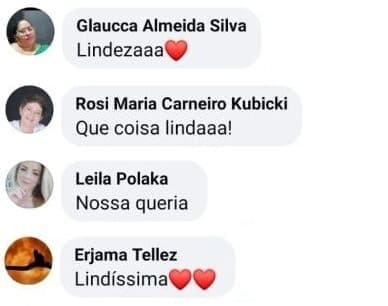 Glaucca Almeida Silva
Lindezaaa❤️
Rosi Maria Carneiro Kubicki
Que coisa lindaaa!
Leila Polaka
Nossa queria
Erjama Tellez
Lindíssima❤️❤️